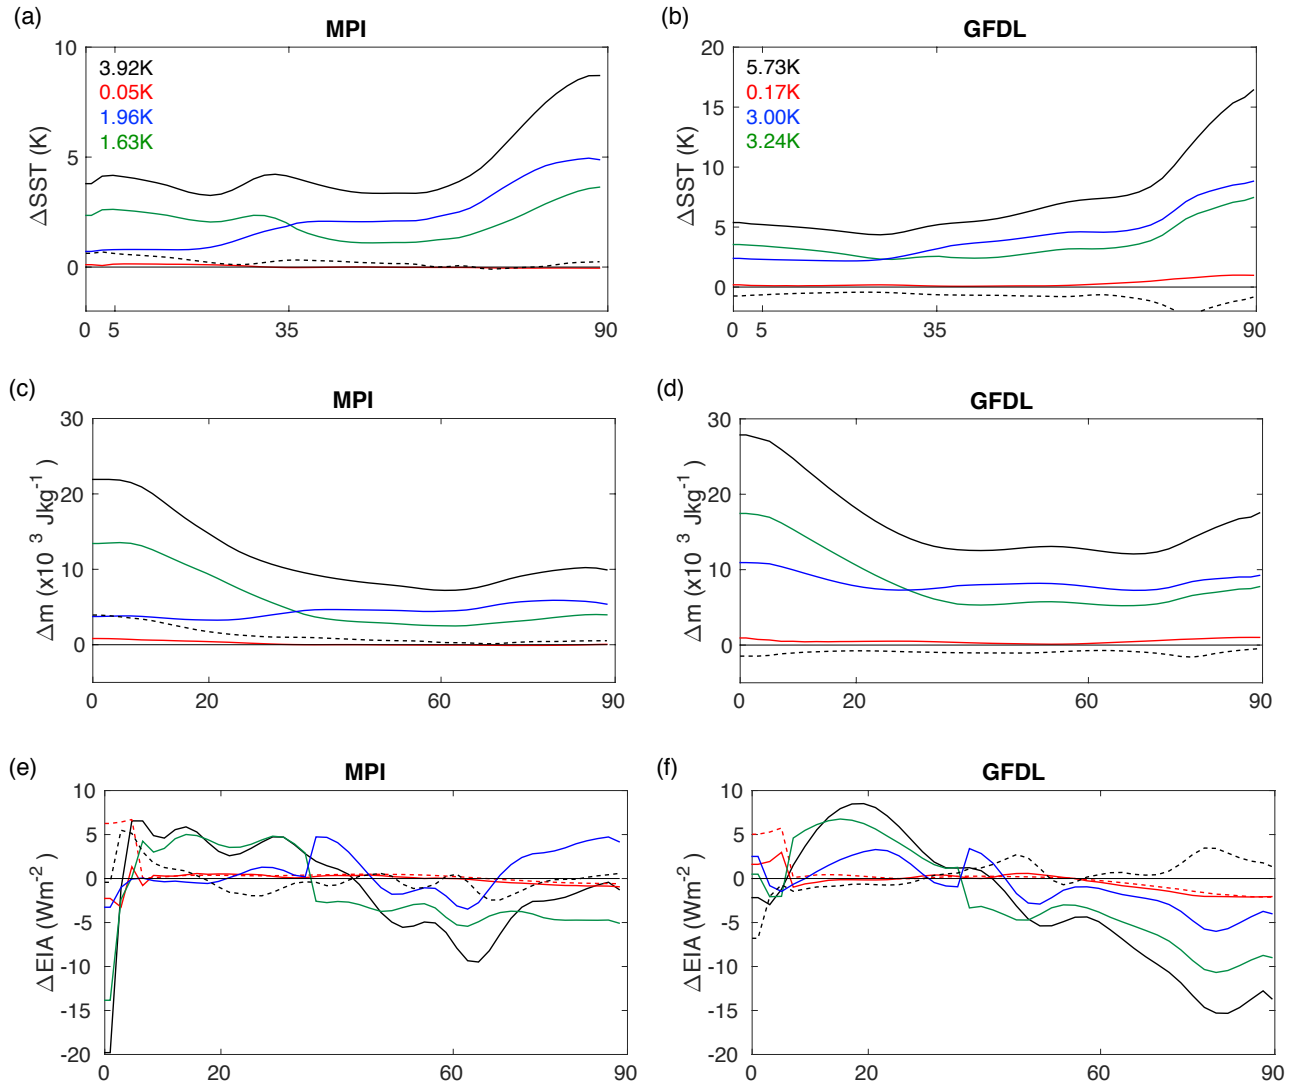 (a)
MPI
10
5
0
ΔSST (K)
3.92K
0.05K
1.96K
1.63K
0 5 35 90
(b)
GFDL
20
15
10
5
0
ΔSST (K)
5.73K
0.17K
3.00K
3.24K
0 5 35 90
(c)
MPI
30
20
10
0
Δm (x10 3 Jkg-1 )
0 20 60 90
(d)
GFDL
30
20
10
0
Δm (x10 3 Jkg-1 )
0 20 60 90
(e)
MPI
10
5
0
-5
-10
-15
-20
ΔEIA (Wm-2)
0 20 60 90
(f)
GFDL
10
5
0
-5
-10
-15
-20
ΔEIA (Wm-2)
0 20 60 90